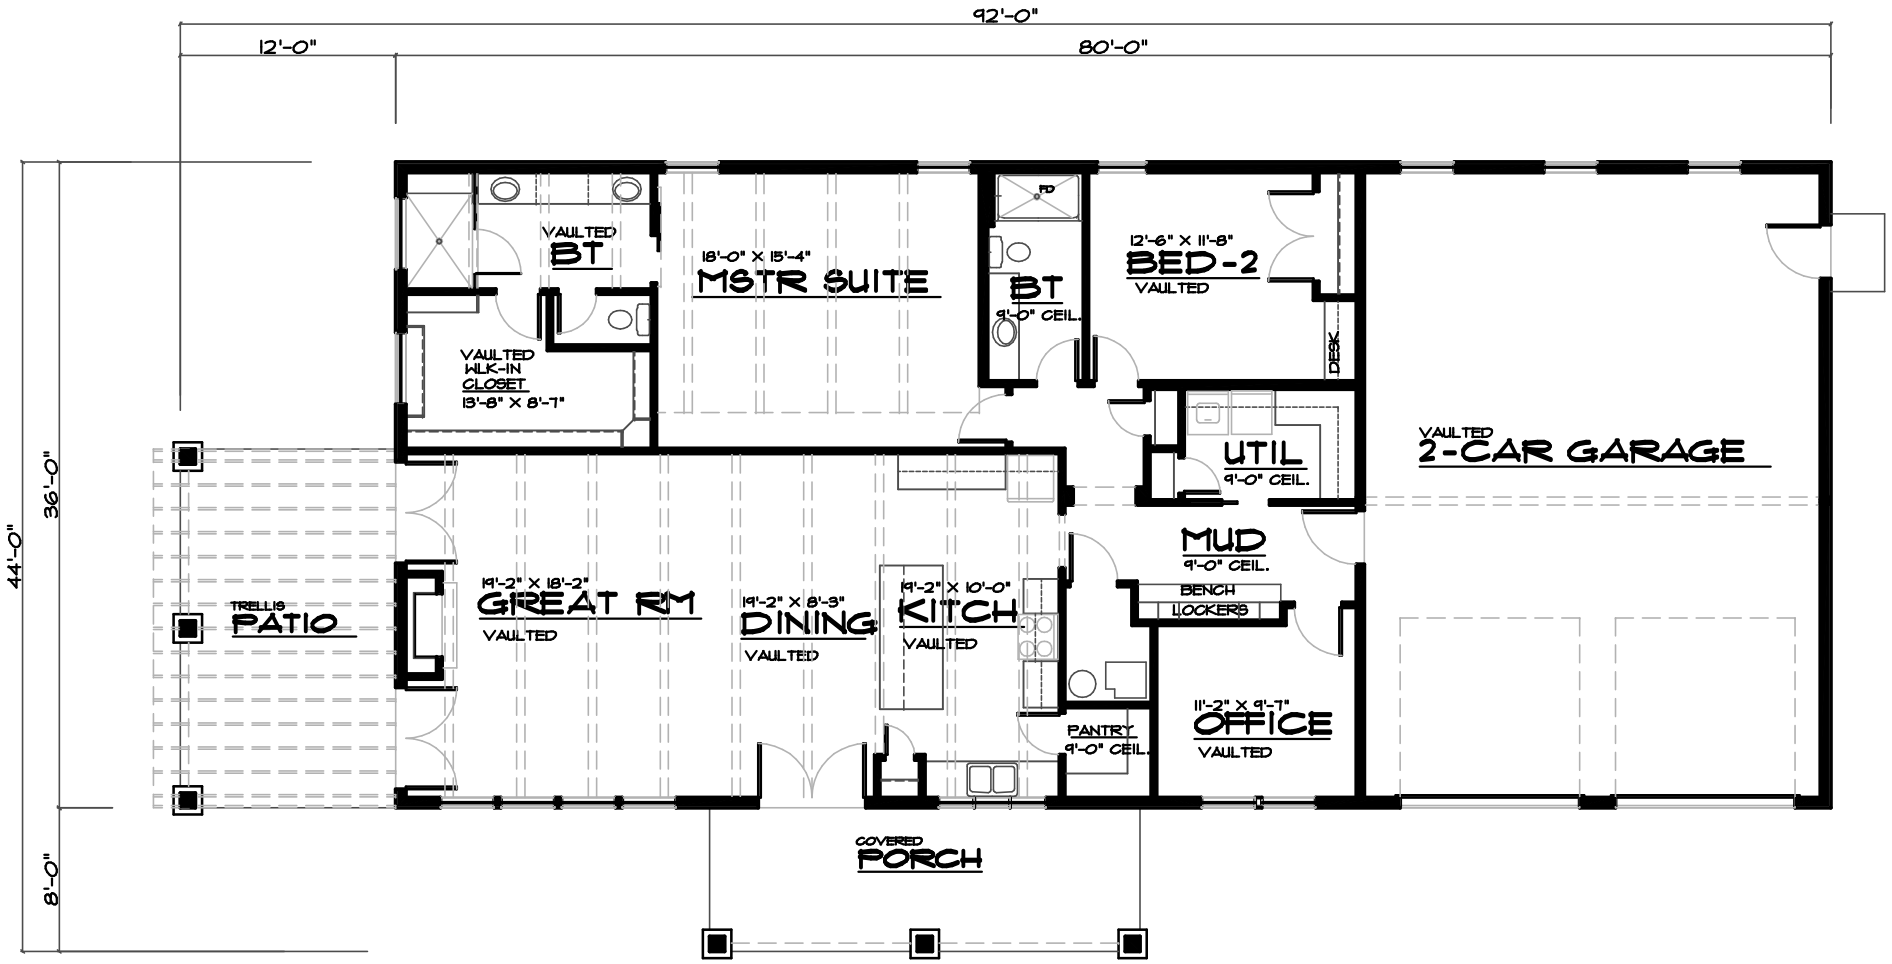 92'-0"
12'-0"
80'-0"
FD
VAULTED
BT
18'-0" X 15'-4"
MSTR SUITE
BT
9'-0" CEIL.
12'-6" X 11'-8"
BED-2
VAULTED
DESK
VAULTED
WLK-IN
CLOSET
13'-8" X 8'-7"
UTIL
9'-0" CEIL.
VAULTED
2-CAR GARAGE
36'-0"
44'-0"
8'-0"
MUD
9'-0" CEIL.
BENCH
LOCKERS
TRELLIS
PATIO
19'-2" X 18'-2"
GREAT RM
VAULTED
19'-2" X 8'-3"
DINING
VAULTED
19'-2" X 10'-0"
KITCH
VAULTED
PANTRY
9'-0" CEIL.
11'-2" X 9'-7"
OFFICE
VAULTED
COVERED
PORCH